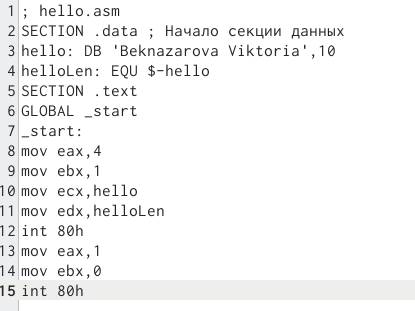 1 ; hello.asm
2 SECTION .data ; Начало секции данных
3 hello: DB 'Beknazarova Viktoria',10
4 helloLen: EQU $-hello
5 SECTION .text
6 GLOBAL _start
7 _start:
8 mov eax,4
9 mov ebx,1
10 mov ecx,hello
11 mov edx,helloLen
12 int 80h
13 mov eax,1
14 mov ebx,0
15 int 80h